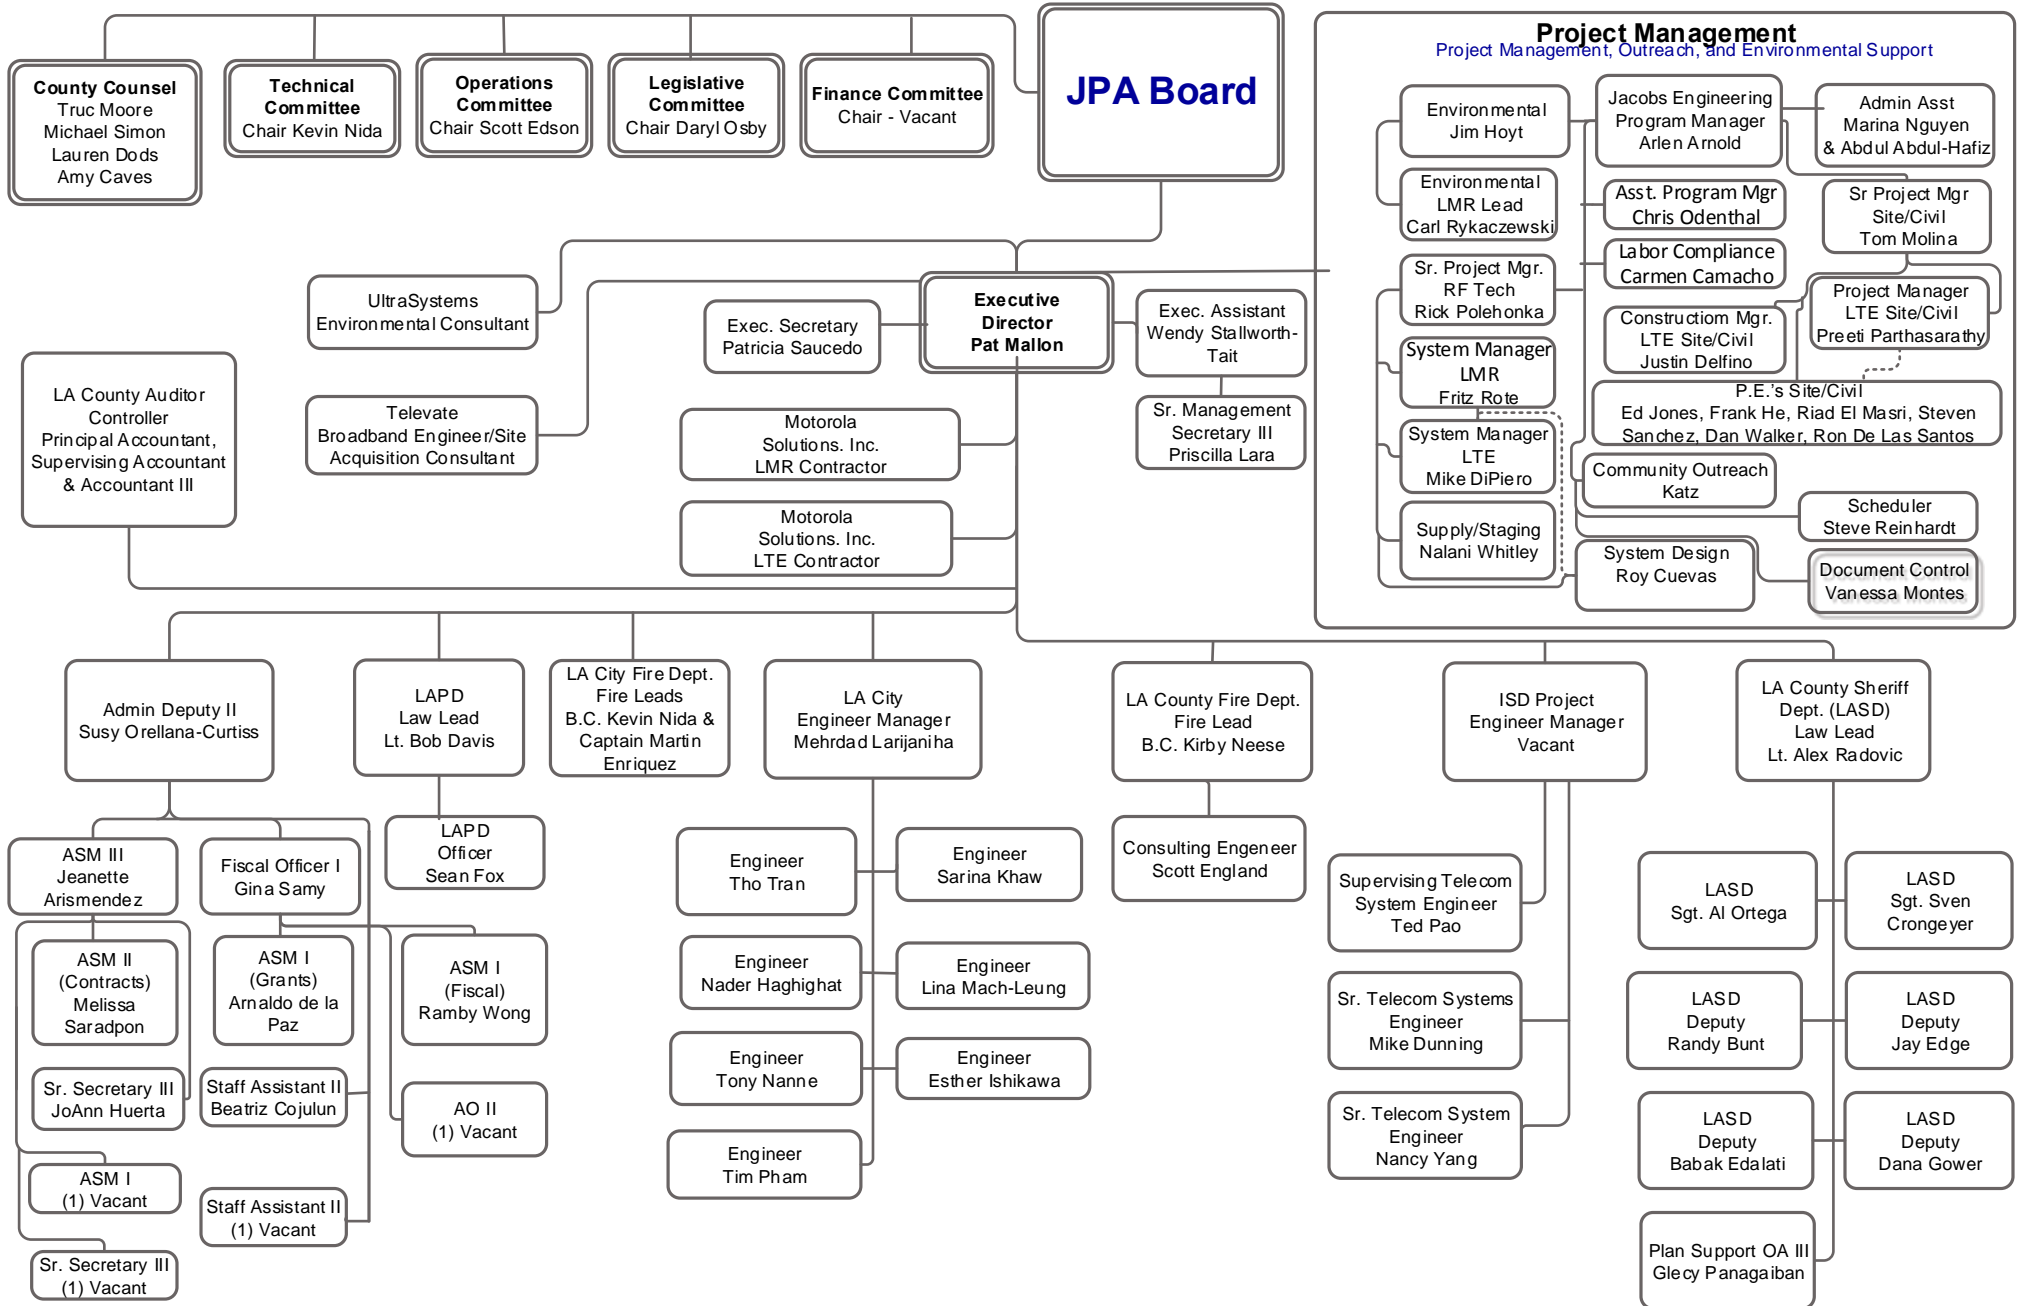 County Counsel
Truc Moore
Michael Simon
Lauren Dods
Amy Caves
Technical
Committee
Chair Kevin Nida
Operations
Committee
Chair Scott Edson
Legislative
Committee
Chair Daryl Osby
Finance Committee
Chair - Vacant
JPA Board
Project Management
Project Management, Outreach, and Environmental Support
Environmental
Jim Hoyt
Jacobs Engineering
Program Manager
Arlen Arnold
Admin Asst
Marina Nguyen
& Abdul Abdul-Hafiz
Environmental
LMR Lead
Carl Rykaczewski
Asst. Program Mgr
Chris Odenthal
Sr Project Mgr
Site/Civil
Tom Molina
Labor Compliance
Carmen Camacho
Sr. Project Mgr.
RF Tech
Rick Polehonka
Project Manager
LTE Site/Civil
Preeti Parthasarathy
Constructiom Mgr.
LTE Site/Civil
Justin Delfino
System Manager
LMR
Fritz Rote
P.E.'s Site/Civil
Ed Jones, Frank He, Riad El Masri, Steven
Sanchez, Dan Walker, Ron De Las Santos
System Manager
LTE
Mike DiPiero
Community Outreach
Katz
Scheduler
Steve Reinhardt
Supply/Staging
Nalani Whitley
System Design
Roy Cuevas
Document Control
Vanessa Montes
UltraSystems
Environmental Consultant
Exec. Secretary
Patricia Saucedo
Executive
Director
Pat Mallon
Exec. Assistant
Wendy Stallworth-
Tait
LA County Auditor
Controller
Principal Accountant,
Supervising Accountant
& Accountant III
Televate
Broadband Engineer/Site
Acquisition Consultant
Motorola
Solutions. Inc.
LMR Contractor
Sr. Management
Secretary III
Priscilla Lara
Motorola
Solutions. Inc.
LTE Contractor
Admin Deputy II
Susy Orellana-Curtiss
LAPD
Law Lead
Lt. Bob Davis
LA City Fire Dept.
Fire Leads
B.C. Kevin Nida &
Captain Martin
Enriquez
LA City
Engineer Manager
Mehrdad Larijaniha
LA County Fire Dept.
Fire Lead
B.C. Kirby Neese
ISD Project
Engineer Manager
Vacant
LA County Sheriff
Dept. (LASD)
Law Lead
Lt. Alex Radovic
ASM III
Jeanette
Arismendez
Fiscal Officer I
Gina Samy
LAPD
Officer
Sean Fox
Engineer
Tho Tran
Engineer
Sarina Khaw
Consulting Engeneer
Scott England
Supervising Telecom
System Engineer
Ted Pao
LASD
Sgt. Al Ortega
LASD
Sgt. Sven
Crongeyer
ASM II
(Contracts)
Melissa
Saradpon
ASM I
(Grants)
Arnaldo de la
Paz
ASM I
(Fiscal)
Ramby Wong
Engineer
Nader Haghighat
Engineer
Lina Mach-Leung
Sr. Telecom Systems
Engineer
Mike Dunning
LASD
Deputy
Randy Bunt
LASD
Deputy
Jay Edge
Sr. Secretary III
JoAnn Huerta
Staff Assistant II
Beatriz Cojulun
AO II
(1) Vacant
Engineer
Tony Nanne
Engineer
Esther Ishikawa
Sr. Telecom System
Engineer
Nancy Yang
LASD
Deputy
Babak Edalati
LASD
Deputy
Dana Gower
ASM I
(1) Vacant
Staff Assistant II
(1) Vacant
Engineer
Tim Pham
Sr. Secretary III
(1) Vacant
Plan Support OA III
Glecy Panagaiban